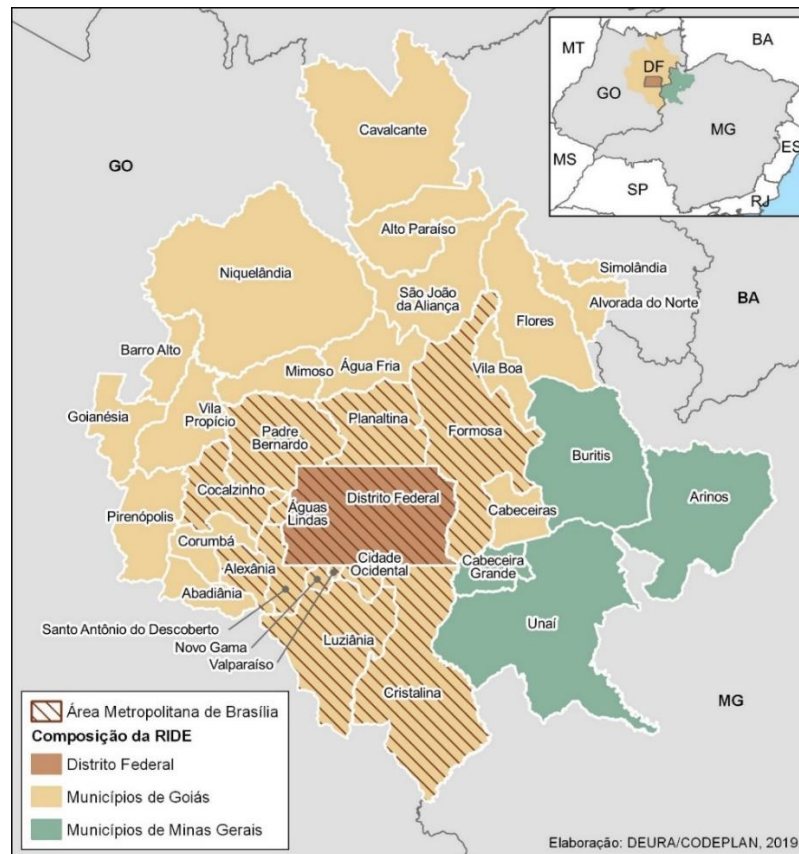 MT
BA
DF
GO
MG
MS
ES
SP
RJ
GO
Cavalcante
Alto Paraíso
Niquelândia
São João
da Aliança
Simolândia
Flores
Alvorada do Norte
BA
Barro Alto
Mimoso
Água Fria
Vila Boa
Goianésia
Vila
Propício
Padre
Bernardo
Planaltina
Formosa
Buritis
Arinos
Cocalzinho
Águas
Lindas
Distrito Federal
Cabeceiras
Pirenópolis
Corumbá
Alexânia
Cidade
Ocidental
Cabeceira
Grande
Abadiânia
Santo Antônio do Descoberto
Novo Gama
Valparaíso
Luziânia
Unaí
Cristalina
MG
Área Metropolitana de Brasília
Composição da RIDE
Distrito Federal
Municípios de Goiás
Municípios de Minas Gerais
Elaboração: DEURA/CODEPLAN, 2019